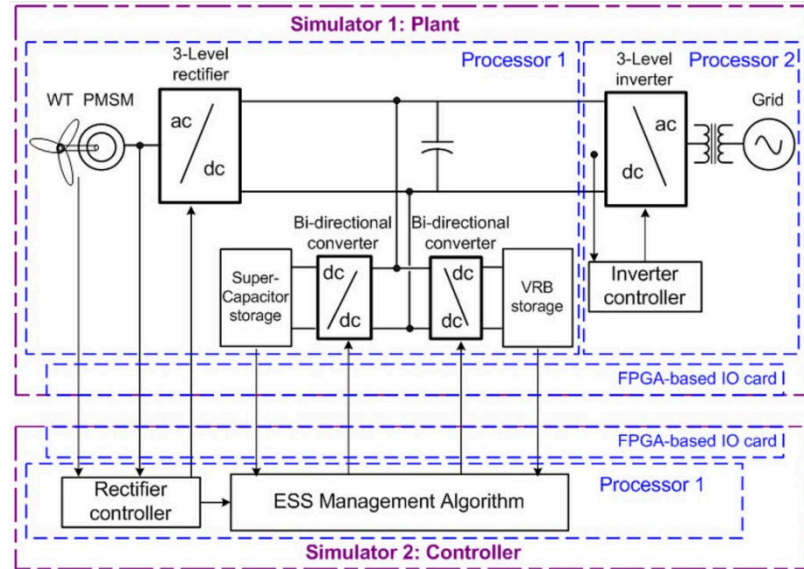 Simulator 1: Plant
3-Level
rectifier
Processor 1
3-Level
inverter
Processor 2
WT PMSM
Grid
ac
dc
ac
dc
Bi-directional
converter
Bi-directional
converter
Super-
Capacitor
storage
dc
dc
dc
dc
VRB
storage
Inverter
controller
FPGA-based IO card
FPGA-based IO card
Rectifier
controller
ESS Management Algorithm
Processor 1
Simulator 2: Controller